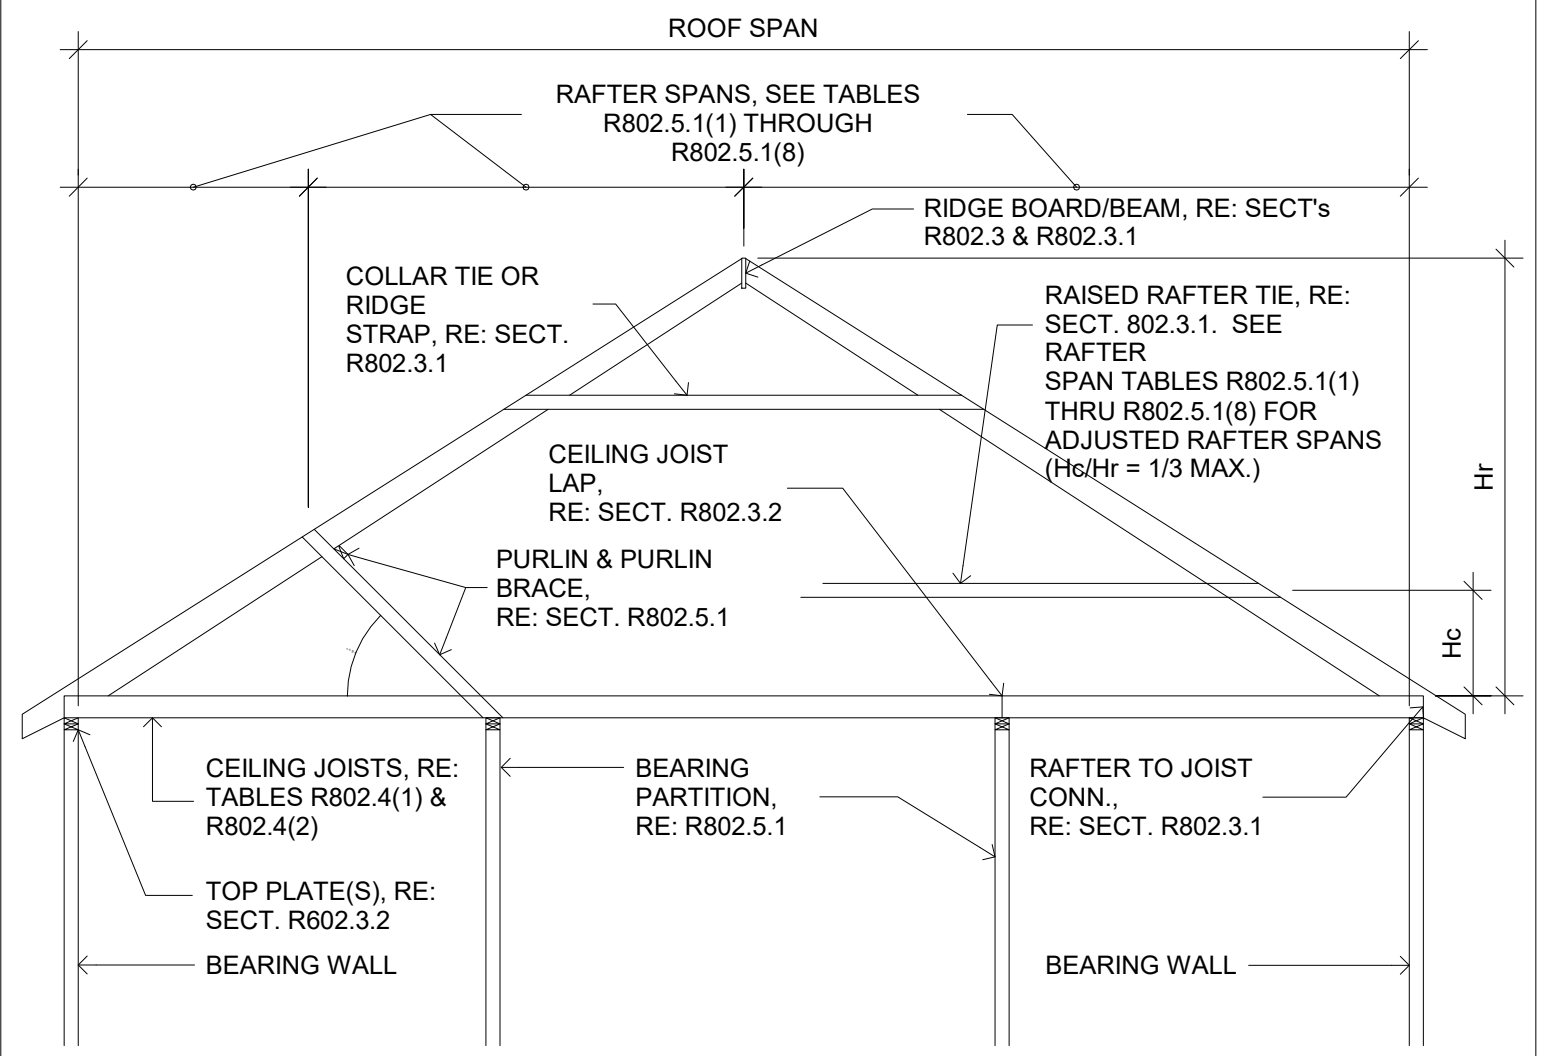 ROOF SPAN
RAFTER SPANS, SEE TABLES
R802.5.1(1) THROUGH
R802.5.1(8)
RIDGE BOARD/BEAM, RE: SECT's
R802.3 & R802.3.1
COLLAR TIE OR
RIDGE
STRAP, RE: SECT.
R802.3.1
RAISED RAFTER TIE, RE:
SECT. 802.3.1. SEE
RAFTER
SPAN TABLES R802.5.1(1)
THRU R802.5.1(8) FOR
ADJUSTED RAFTER SPANS
(Hc/Hr = 1/3 MAX.)
Hr
CEILING JOIST
LAP,
RE: SECT. R802.3.2
PURLIN & PURLIN
BRACE,
RE: SECT. R802.5.1
Hc
CEILING JOISTS, RE:
TABLES R802.4(1) &
R802.4(2)
BEARING
PARTITION,
RE: R802.5.1
RAFTER TO JOIST
CONN.,
RE: SECT. R802.3.1
TOP PLATE(S), RE:
SECT. R602.3.2
BEARING WALL
BEARING WALL